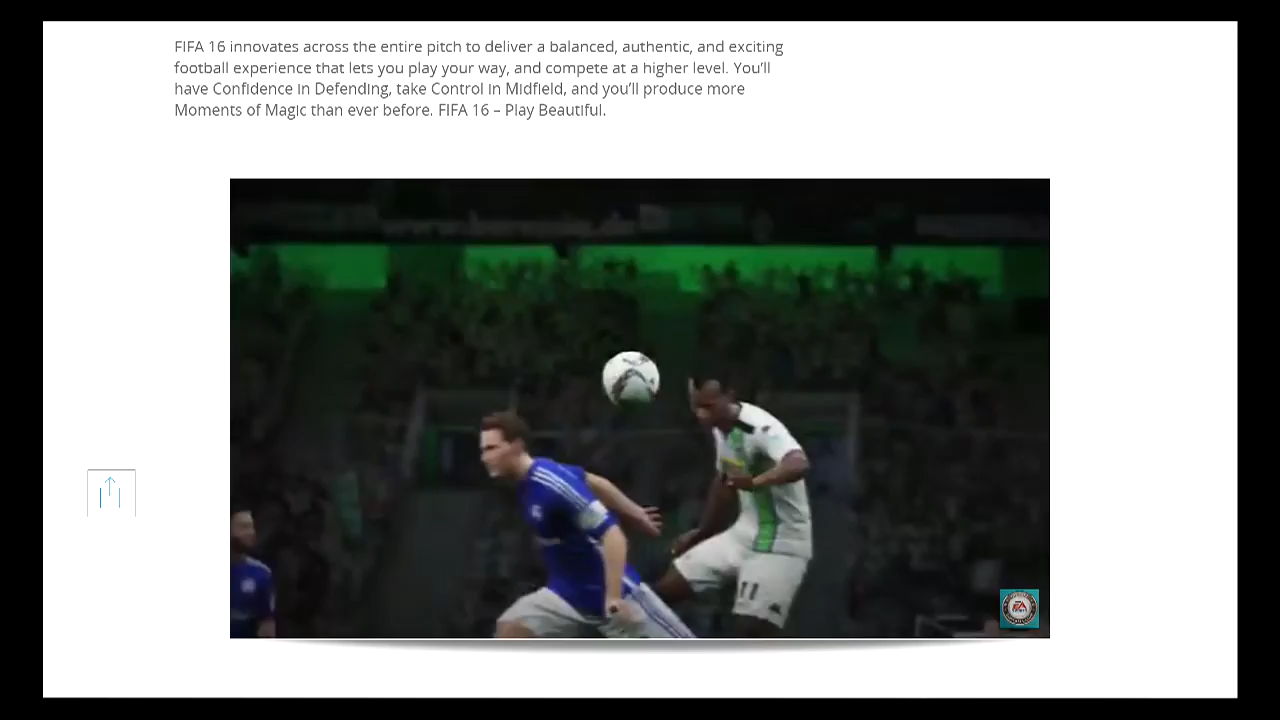 FIFA 16 innovates across the entire pitch to deliver a balanced, authentic, and exciting
football experience that lets you play your way, and compete at a higher level. You'll
have Confidence in Defending, take Control in Midfield, and you'll produce more
Moments of Magic than ever before. FIFA 16 – Play Beautiful.
11
EA